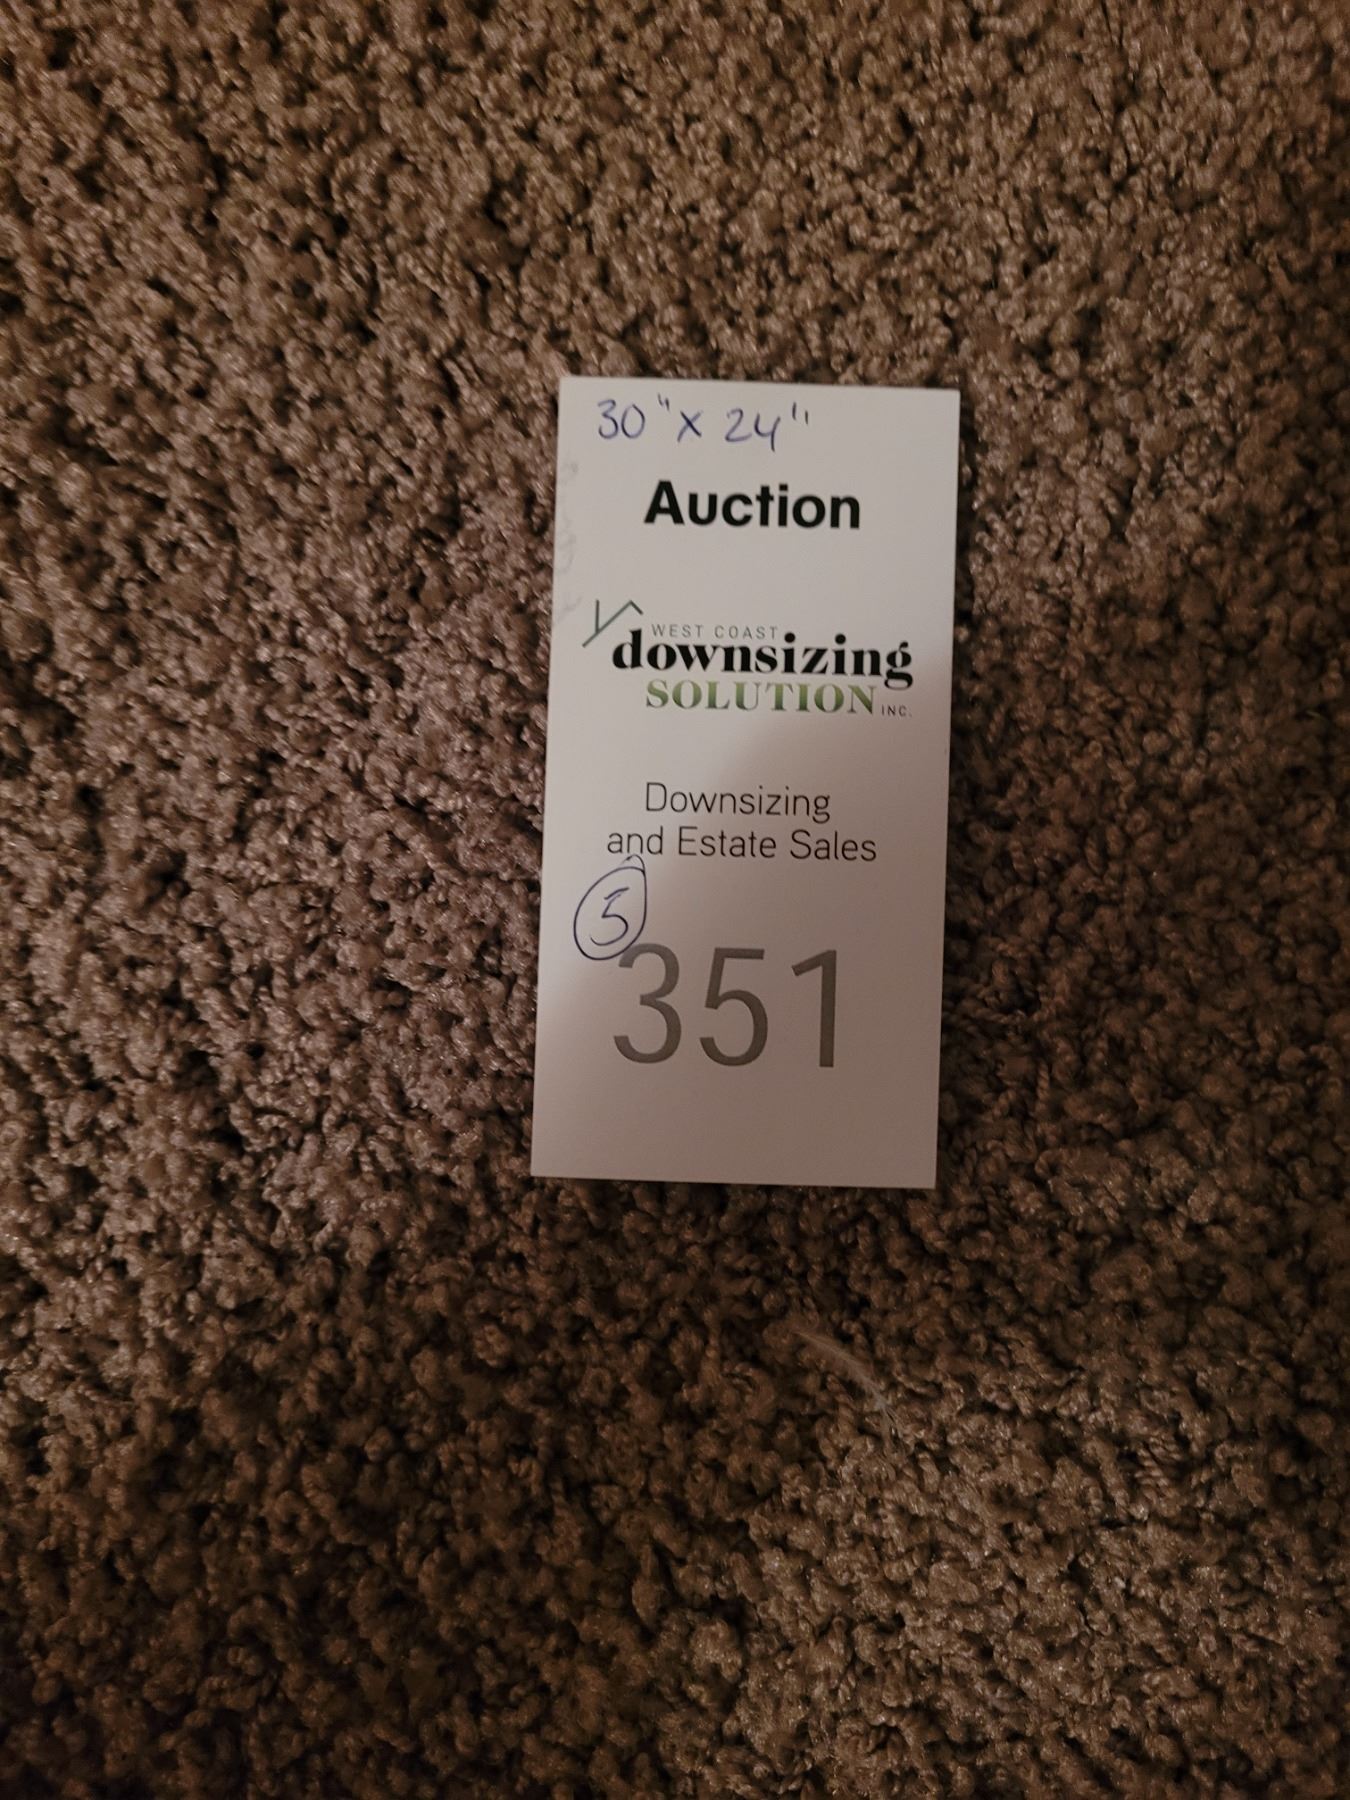 30" x 24"
Auction
WEST COAST
downsizing
SOLUTION INC.
Downsizing
and Estate Sales
5
351